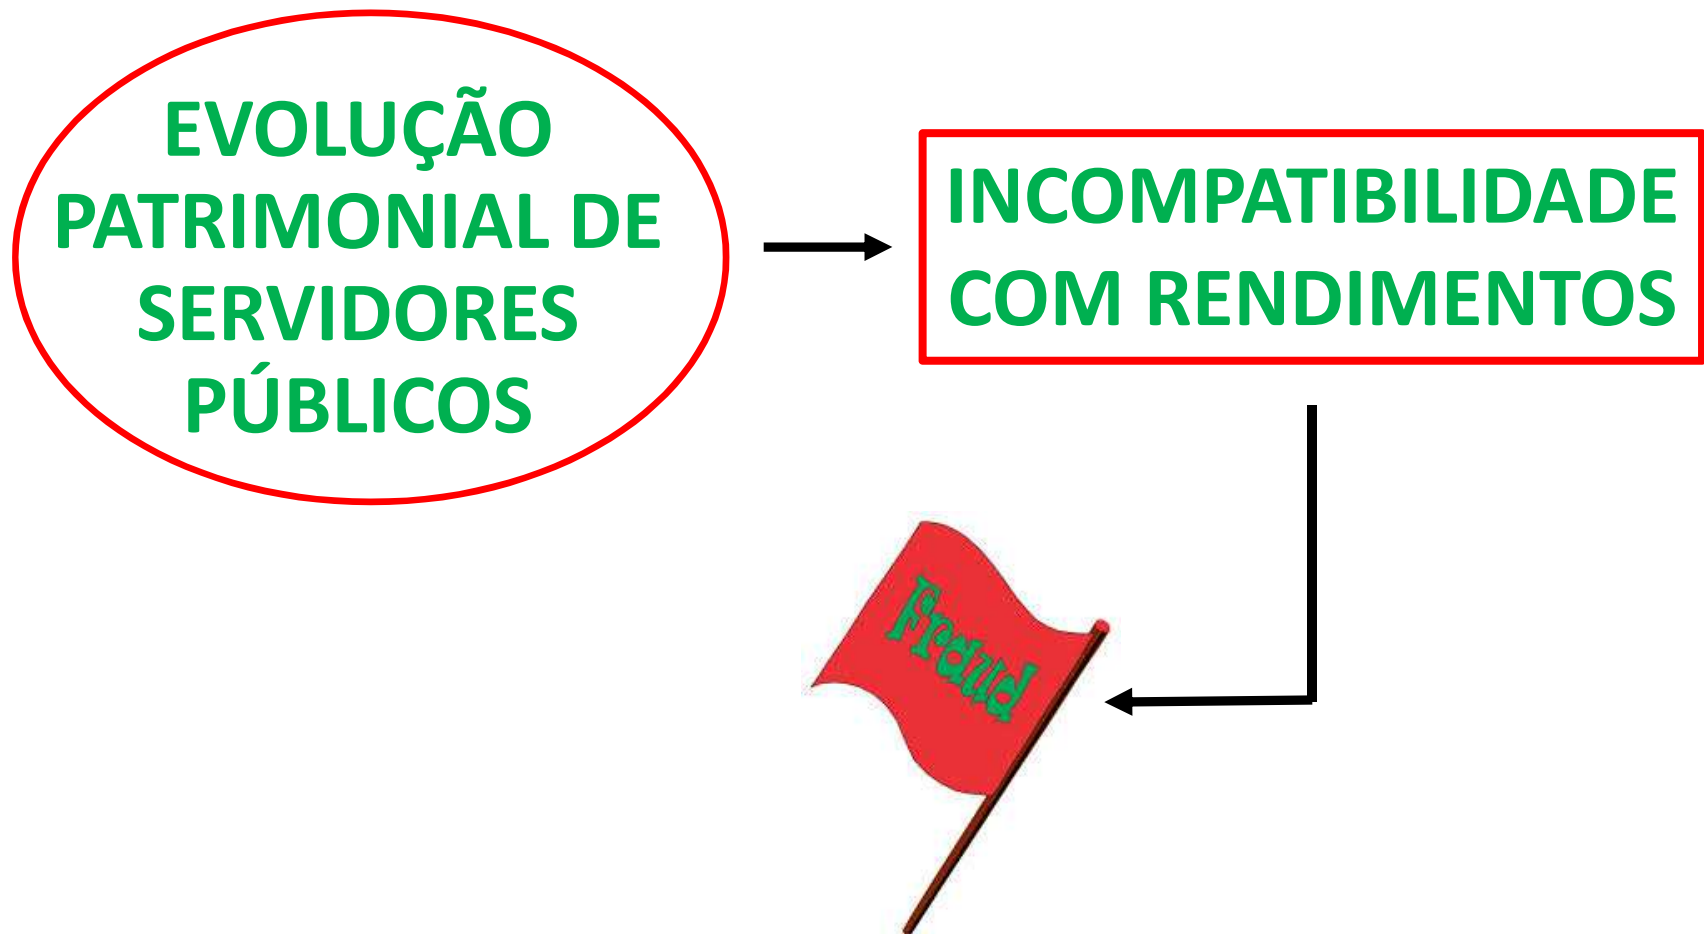 EVOLUÇÃO
PATRIMONIAL DE
SERVIDORES
PÚBLICOS
INCOMPATIBILIDADE
COM RENDIMENTOS
Fraud